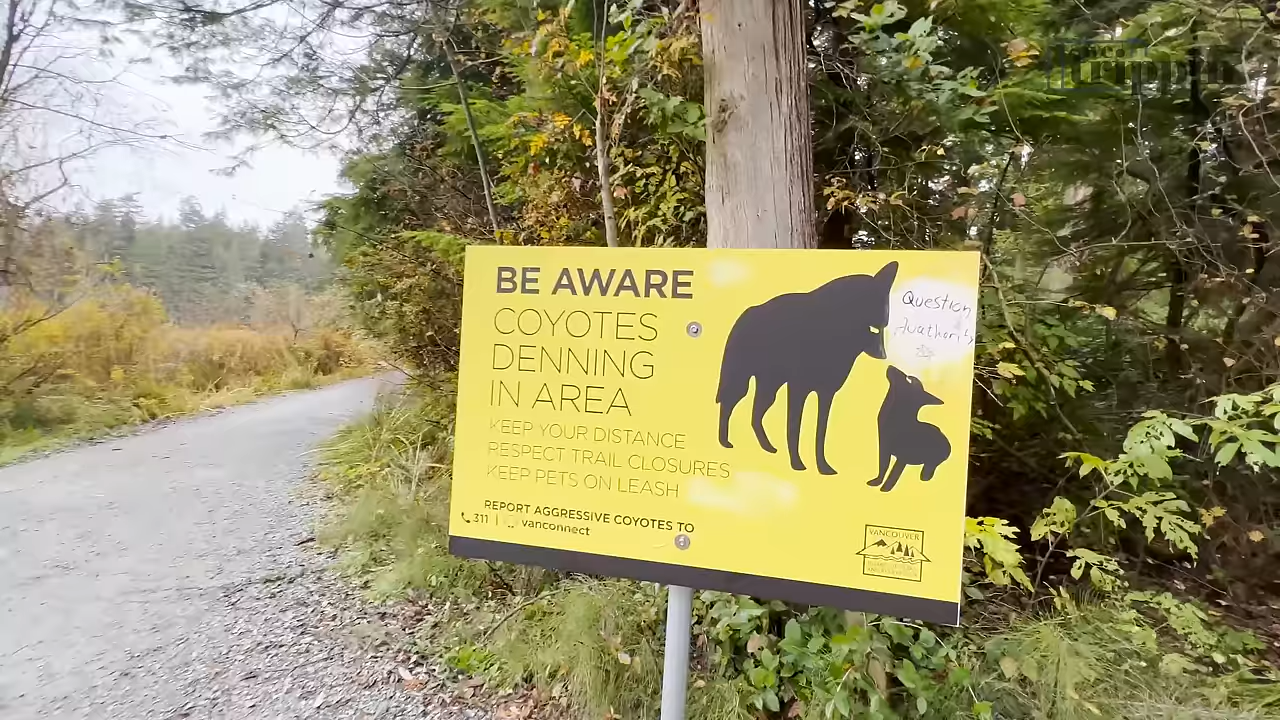 BE AWARE
COYOTES
DENNING
IN AREA
KEEP YOUR DISTANCE
RESPECT TRAIL CLOSURES
KEEP PETS ON LEASH
REPORT AGGRESSIVE COYOTES TO
311 | vanconnect
Question
Authority
VANCOUVER
trippin